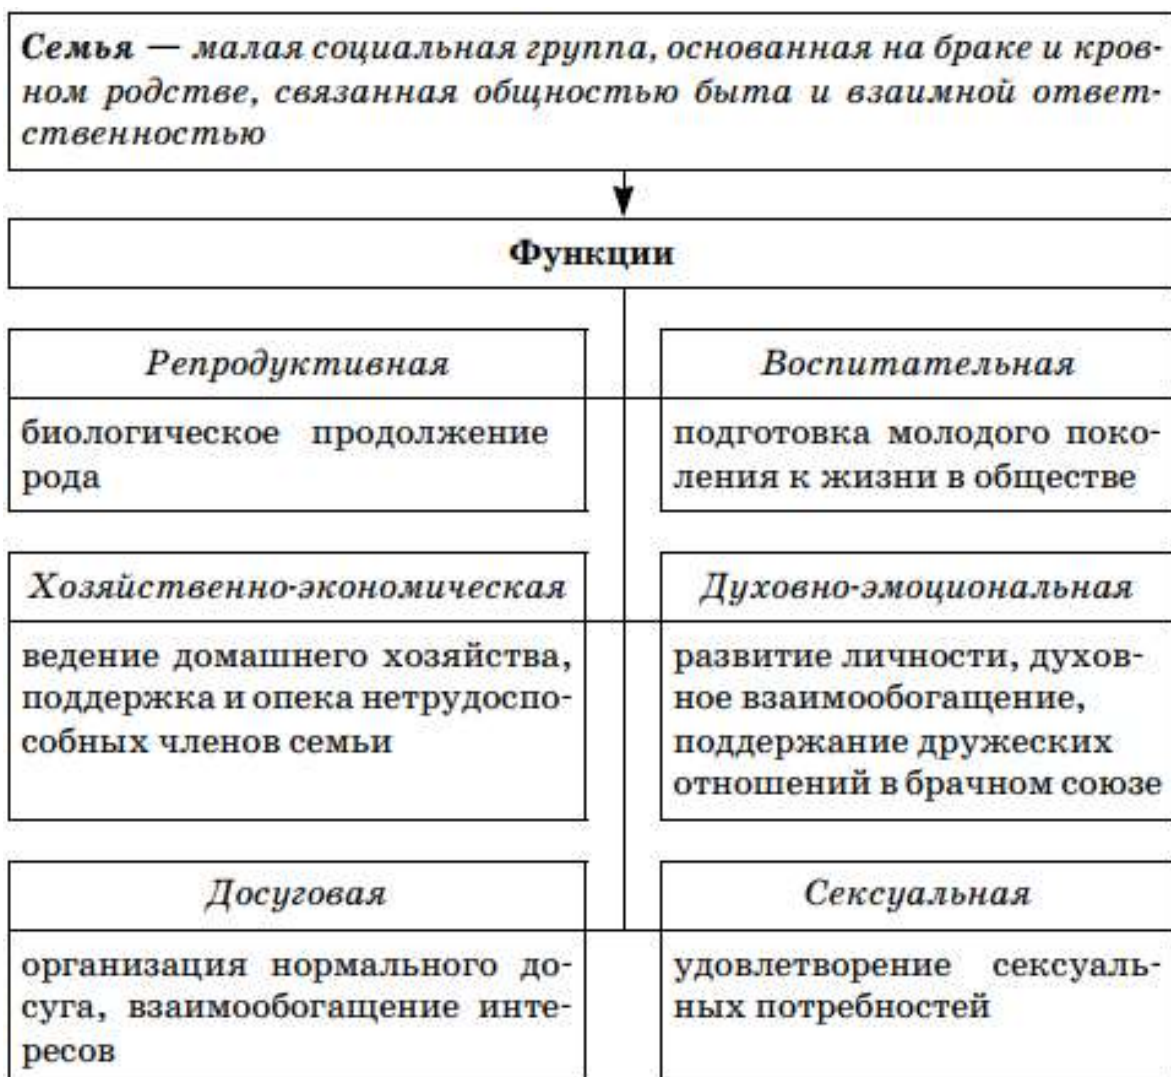 Семья — малая социальная группа, основанная на браке и кров-
ном родстве, связанная общностью быта и взаимной ответ-
ственностью
Функции
Репродуктивная
биологическое продолжение
рода
Воспитательная
подготовка молодого поко-
ления к жизни в обществе
Хозяйственно-экономическая
ведение домашнего хозяйства,
поддержка и опека нетрудоспо-
собных членов семьи
Духовно-эмоциональная
развитие личности, духов-
ное взаимообогащение,
поддержание дружеских
отношений в брачном союзе
Досуговая
организация нормального до-
суга, взаимообогащение инте-
ресов
Сексуальная
удовлетворение сексуаль-
ных потребностей